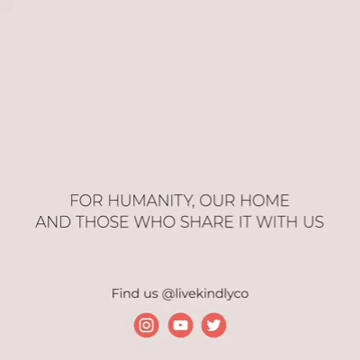 FOR HUMANITY, OUR HOME
AND THOSE WHO SHARE IT WITH US
Find us @livekindlyco